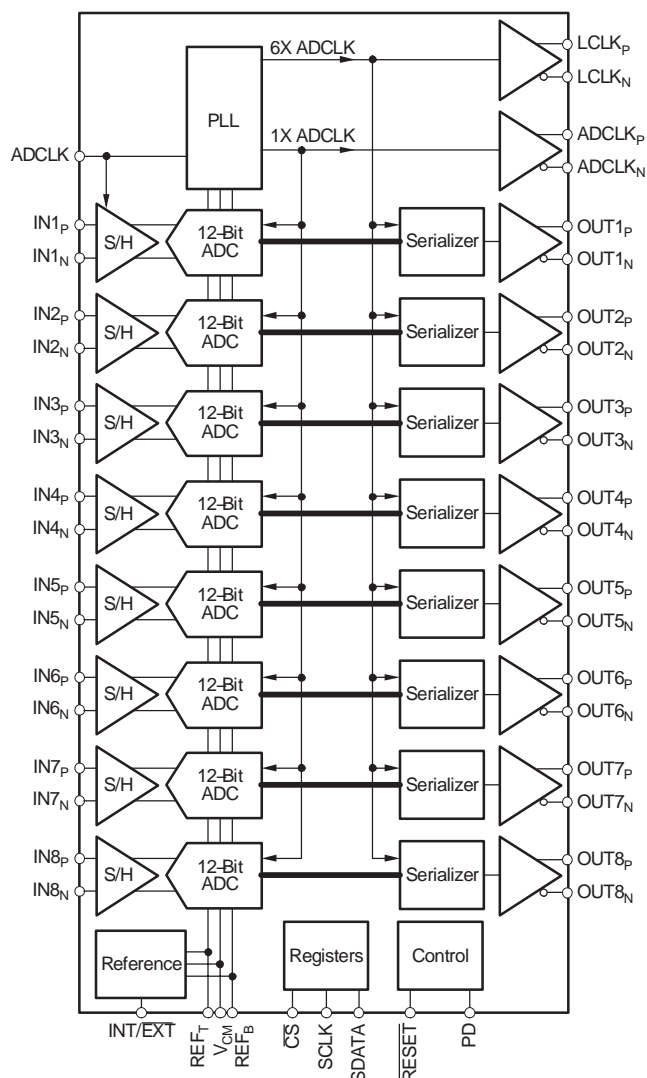 6X ADCLK
LCLKP
LCLKN
PLL
1X ADCLK
ADCLKP
ADCLKN
ADCLK
IN1P
IN1N
S/H
12–Bit
ADC
Serializer
OUT1P
OUT1N
IN2P
IN2N
S/H
12–Bit
ADC
Serializer
OUT2P
OUT2N
IN3P
IN3N
S/H
12–Bit
ADC
Serializer
OUT3P
OUT3N
IN4P
IN4N
S/H
12–Bit
ADC
Serializer
OUT4P
OUT4N
IN5P
IN5N
S/H
12–Bit
ADC
Serializer
OUT5P
OUT5N
IN6P
IN6N
S/H
12–Bit
ADC
Serializer
OUT6P
OUT6N
IN7P
IN7N
S/H
12–Bit
ADC
Serializer
OUT7P
OUT7N
IN8P
IN8N
S/H
12–Bit
ADC
Serializer
OUT8P
OUT8N
Reference
Registers
Control
INT/EXT
REFT
VCM
REFB
CS
SCLK
SDATA
RESET
PD